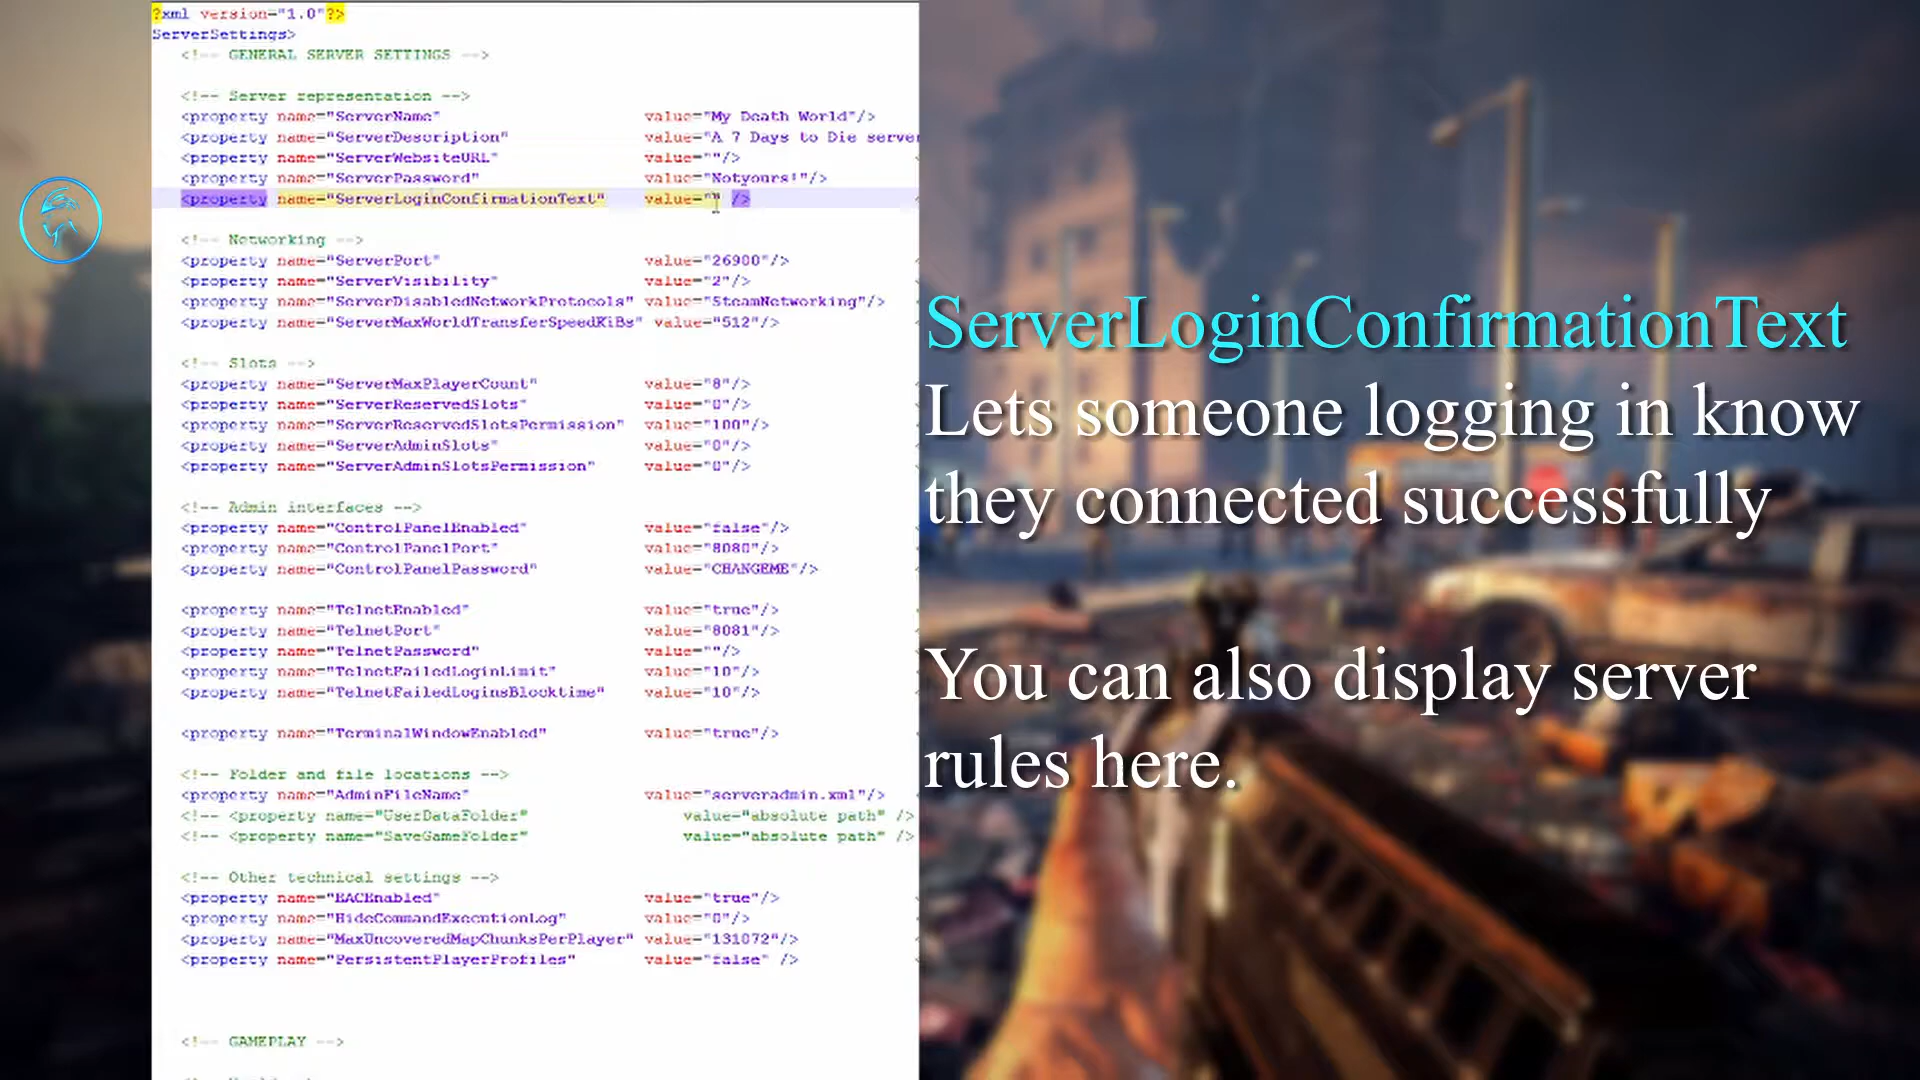 ?xml version="1.0"?>
ServerSettings>
<!-- GENERAL SERVER SETTINGS -->
<!-- Server representation -->
<property name="ServerName" value="My Death World"/>
<property name="ServerDescription" value="A 7 Days to Die server
<property name="ServerWebsiteURL" value=""/>
<property name="ServerPassword" value="Notyours!"/>
<property name="ServerLoginConfirmationText" value="" />
<!-- Networking -->
<property name="ServerPort" value="26900"/>
<property name="ServerVisibility" value="2"/>
<property name="ServerDisabledNetworkProtocols" value="SteamNetworking"/>
<property name="ServerMaxWorldTransferSpeedKiBs" value="512"/>
<!-- Slots -->
<property name="ServerMaxPlayerCount" value="8"/>
<property name="ServerReservedSlots" value="0"/>
<property name="ServerReservedSlotsPermission" value="100"/>
<property name="ServerAdminSlots" value="0"/>
<property name="ServerAdminSlotsPermission" value="0"/>
<!-- Admin interfaces -->
<property name="ControlPanelEnabled" value="false"/>
<property name="ControlPanelPort" value="8080"/>
<property name="ControlPanelPassword" value="CHANGEME"/>
<property name="TelnetEnabled" value="true"/>
<property name="TelnetPort" value="8081"/>
<property name="TelnetPassword" value=""/>
<property name="TelnetFailedLoginLimit" value="10"/>
<property name="TelnetFailedLoginsBlocktime" value="10"/>
<property name="TerminalWindowEnabled" value="true"/>
<!-- Folder and file locations -->
<property name="AdminFileName" value="serveradmin.xml"/>
<!-- <property name="UserDataFolder" value="absolute path" />
<!-- <property name="SaveGameFolder" value="absolute path" />
<!-- Other technical settings -->
<property name="EACEnabled" value="true"/>
<property name="HideCommandExecutionLog" value="0"/>
<property name="MaxUncoveredMapChunksPerPlayer" value="131072"/>
<property name="PersistentPlayerProfiles" value="false" />
<!-- GAMEPLAY -->
ServerLoginConfirmationText
Lets someone logging in know
they connected successfully
You can also display server
rules here.